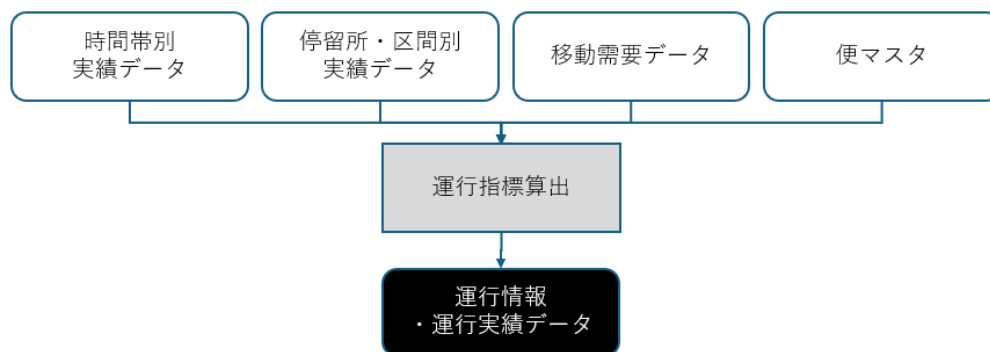 時間帯別
実績データ
停留所・区間別
実績データ
移動需要データ
便マスタ
運行指標算出
運行情報
・運行実績データ